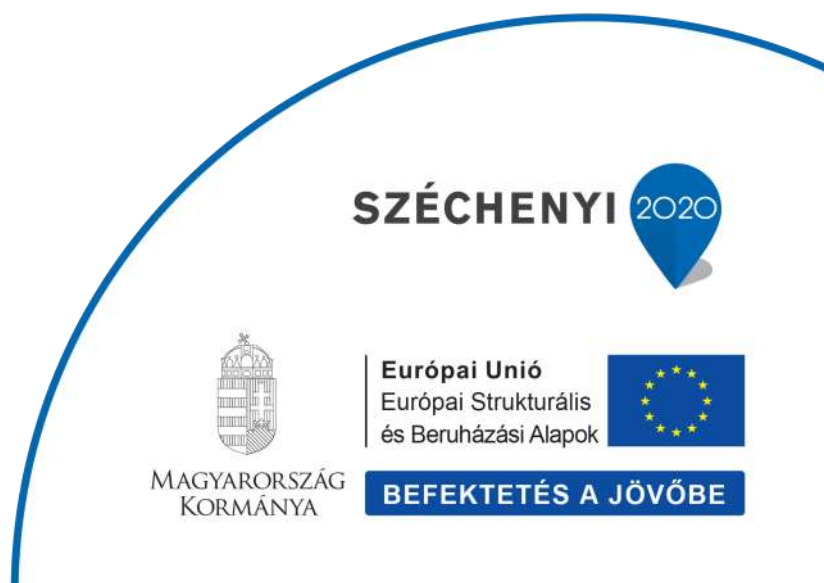 SZÉCHENYI 2020
MAGYARORSZÁG
KORMÁNYA
Európai Unió
Európai Strukturális
és Beruházási Alapok
BEFEKTETÉS A JÖVŐBE